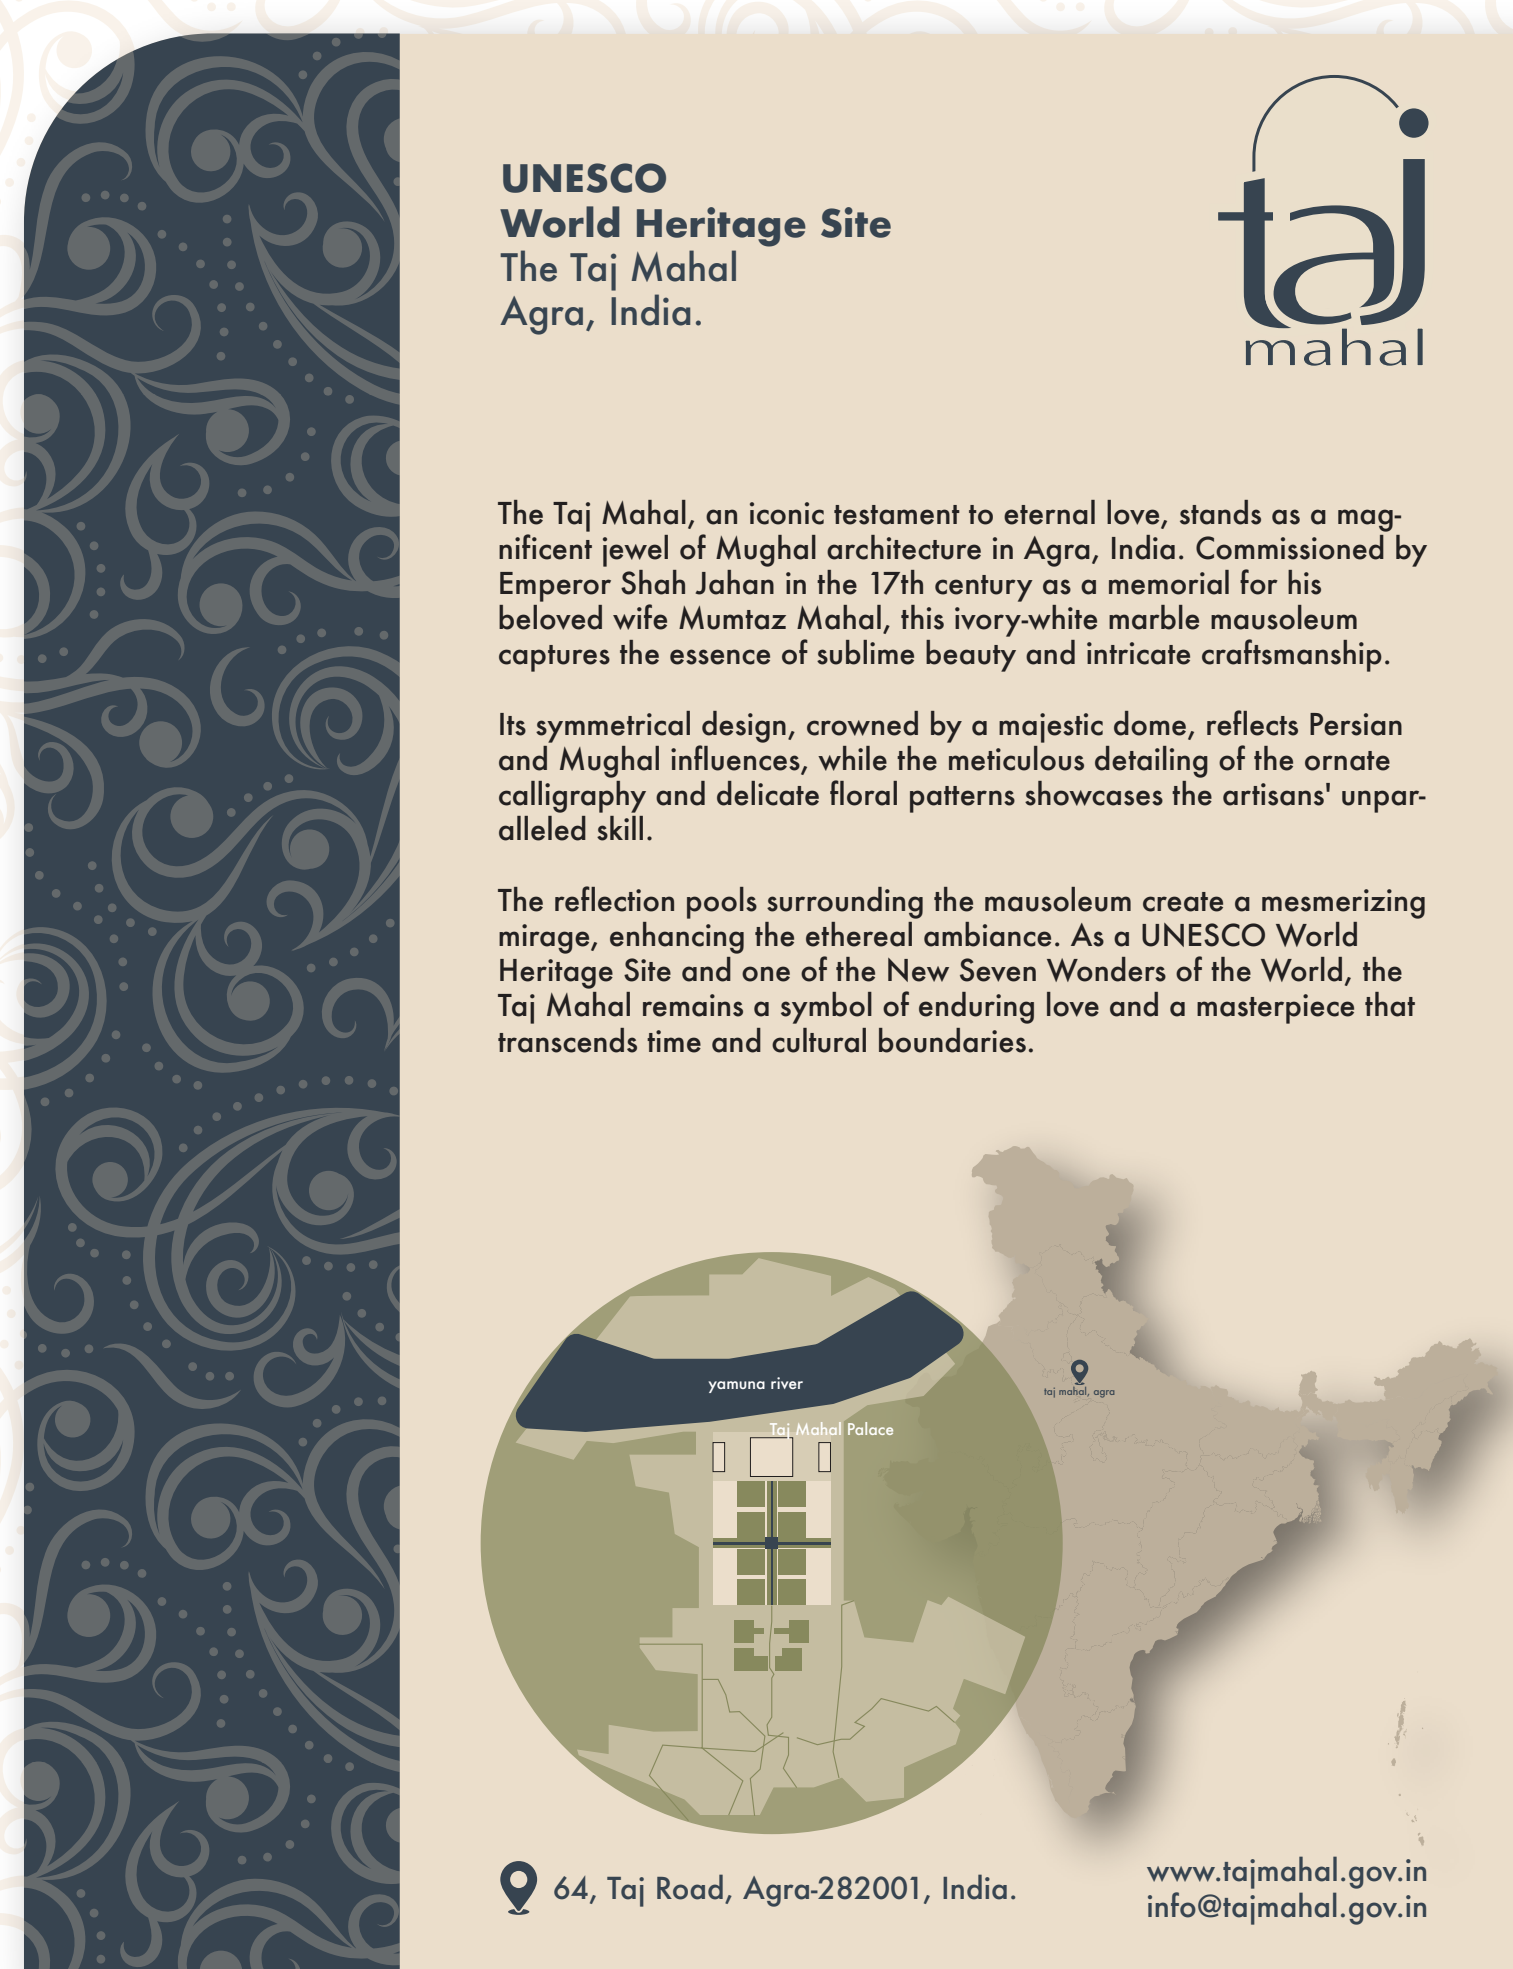 UNESCO
World Heritage Site
The Taj Mahal
Agra, India.
taj
mahal
The Taj Mahal, an iconic testament to eternal love, stands as a mag-
nificent jewel of Mughal architecture in Agra, India. Commissioned by
Emperor Shah Jahan in the 17th century as a memorial for his
beloved wife Mumtaz Mahal, this ivory-white marble mausoleum
captures the essence of sublime beauty and intricate craftsmanship.
Its symmetrical design, crowned by a majestic dome, reflects Persian
and Mughal influences, while the meticulous detailing of the ornate
calligraphy and delicate floral patterns showcases the artisans' unpar-
alleled skill.
The reflection pools surrounding the mausoleum create a mesmerizing
mirage, enhancing the ethereal ambiance. As a UNESCO World
Heritage Site and one of the New Seven Wonders of the World, the
Taj Mahal remains a symbol of enduring love and a masterpiece that
transcends time and cultural boundaries.
yamuna river
Taj Mahal Palace
taj mahal, agra
64, Taj Road, Agra-282001, India.
www.tajmahal.gov.in
info@tajmahal.gov.in